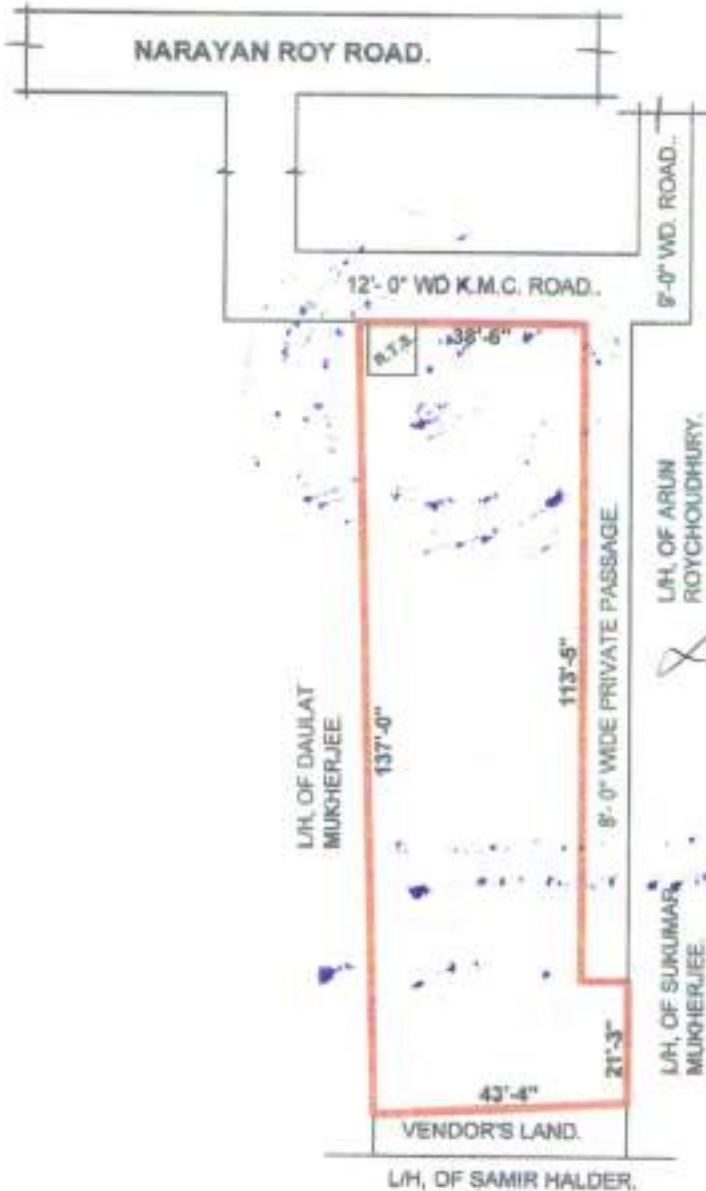 NARAYAN ROY ROAD.
8'-0" WD. ROAD..
12'- 0" WD K.M.C. ROAD..
38'-6"
R.T.S.
L/H, OF ARUN
ROYCHOUDHURY.
8'- 0" WIDE PRIVATE PASSAGE.
113'-5"
137'-0"
L/H, OF DAULAT
MUKHERJEE.
L/H, OF SUKUMAR
MUKHERJEE.
21'-3"
43'-4"
VENDOR'S LAND.
L/H, OF SAMIR HALDER.